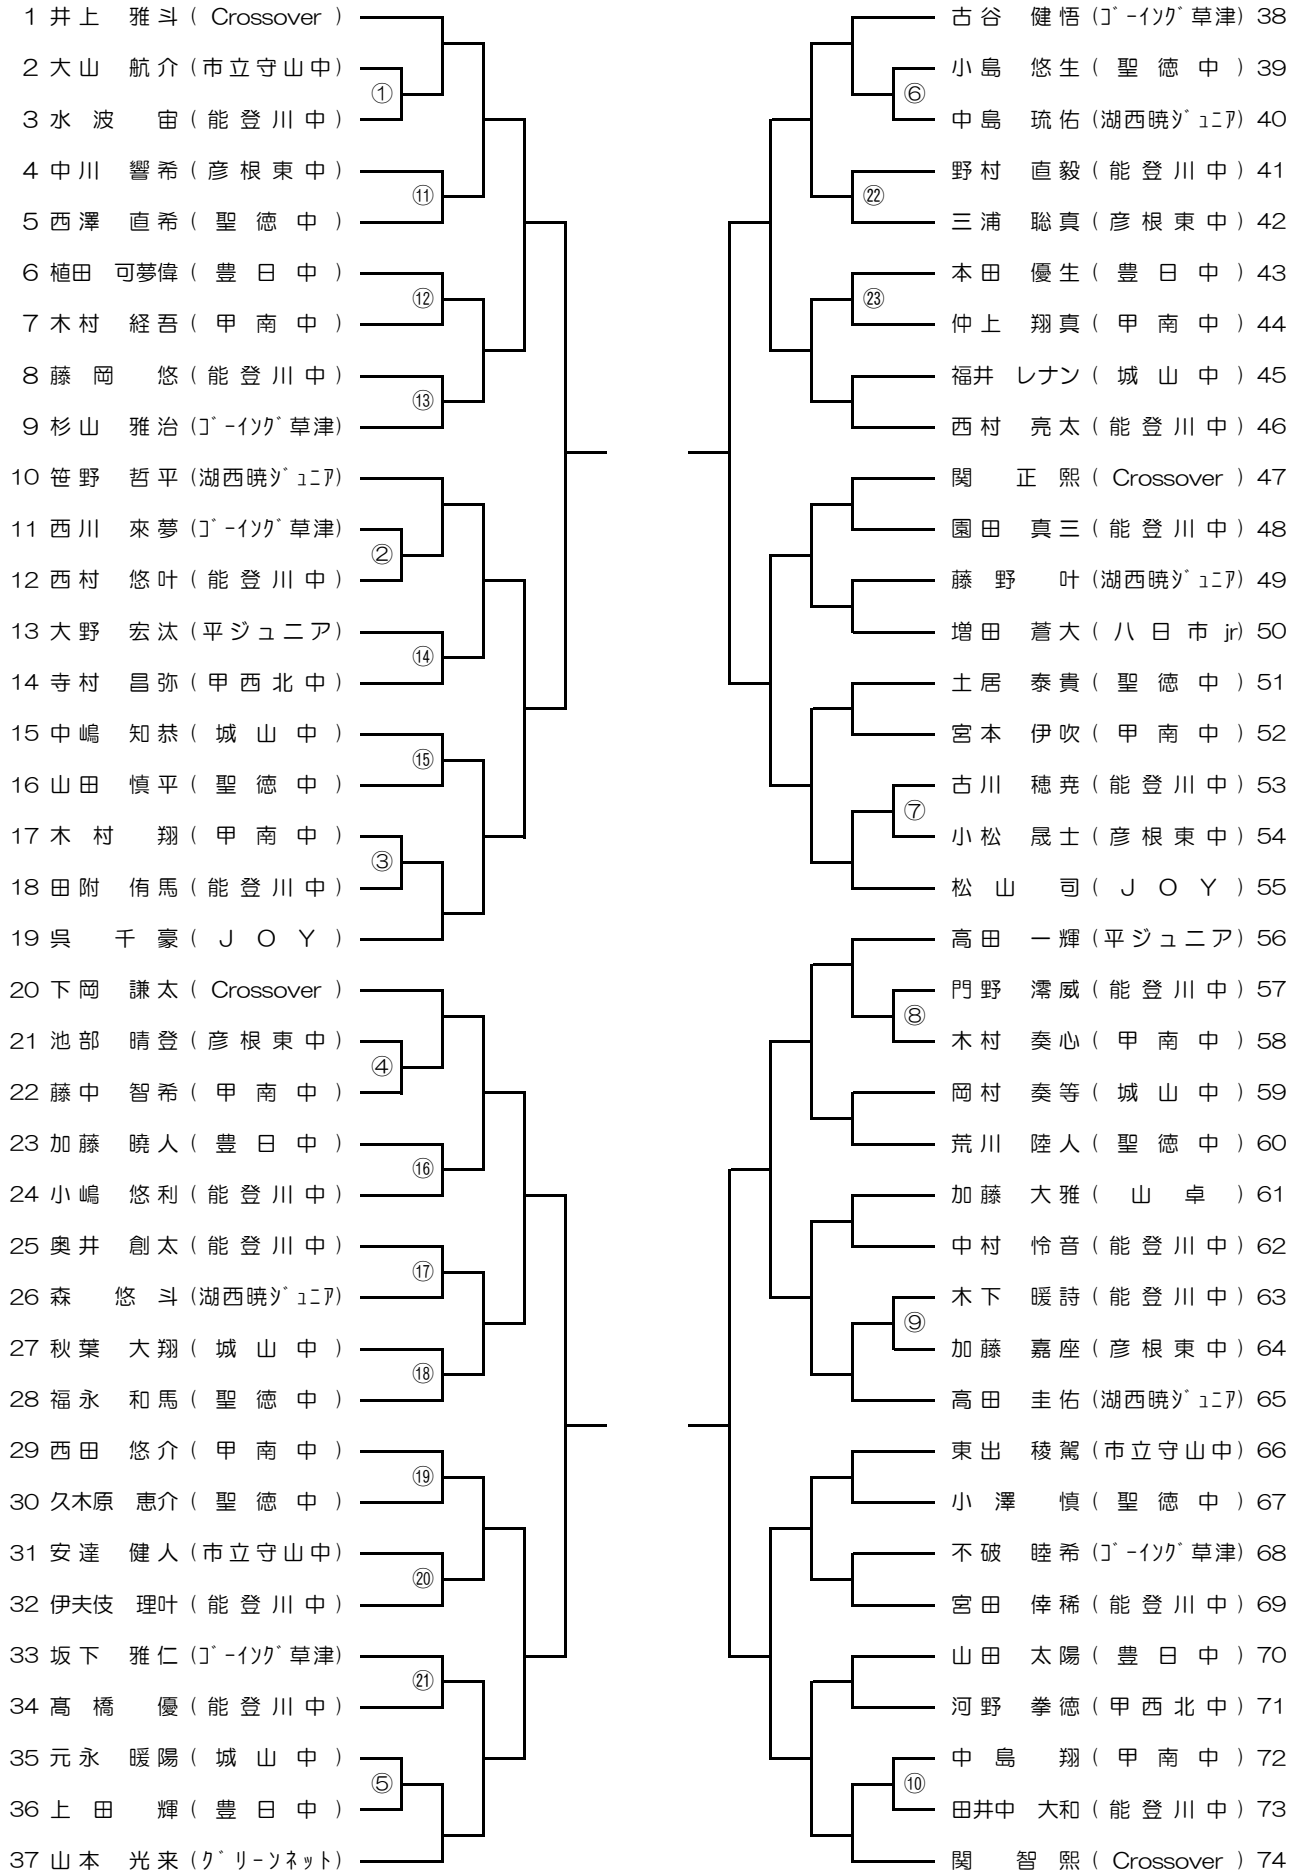 1 井上 雅斗 ( Crossover )
2 大山 航介 (市立守山中)
①
3 水波 宙 (能登川中)
4 中川 響希 (彦根東中)
⑪
5 西澤 直希 (聖徳中)
6 植田 可夢偉 (豊日中)
⑫
7 木村 経吾 (甲南中)
8 藤岡 悠 (能登川中)
⑬
9 杉山 雅治 (ｺﾞｰｲﾝｸﾞ草津)
10 笹野 哲平 (湖西暁ｼﾞｭﾆｱ)
11 西川 來夢 (ｺﾞｰｲﾝｸﾞ草津)
②
12 西村 悠叶 (能登川中)
13 大野 宏汰 (平ジュニア)
⑭
14 寺村 昌弥 (甲西北中)
15 中嶋 知恭 (城山中)
⑮
16 山田 慎平 (聖徳中)
17 木村 翔 (甲南中)
③
18 田附 侑馬 (能登川中)
19 呉 千豪 (JOY)
20 下岡 謙太 ( Crossover )
21 池部 晴登 (彦根東中)
④
22 藤中 智希 (甲南中)
23 加藤 暁人 (豊日中)
⑯
24 小嶋 悠利 (能登川中)
25 奥井 創太 (能登川中)
⑰
26 森 悠斗 (湖西暁ｼﾞｭﾆｱ)
27 秋葉 大翔 (城山中)
⑱
28 福永 和馬 (聖徳中)
29 西田 悠介 (甲南中)
⑲
30 久木原 恵介 (聖徳中)
31 安達 健人 (市立守山中)
⑳
32 伊夫伎 理叶 (能登川中)
33 坂下 雅仁 (ｺﾞｰｲﾝｸﾞ草津)
㉑
34 髙橋 優 (能登川中)
35 元永 暖陽 (城山中)
⑤
36 上田 輝 (豊日中)
37 山本 光来 (ｸﾞﾘｰﾝﾈｯﾄ)
古谷 健悟 (ｺﾞｰｲﾝｸﾞ草津) 38
小島 悠生 (聖徳中) 39
⑥
中島 琉佑 (湖西暁ｼﾞｭﾆｱ) 40
野村 直毅 (能登川中) 41
㉒
三浦 聡真 (彦根東中) 42
本田 優生 (豊日中) 43
㉓
仲上 翔真 (甲南中) 44
福井 レナン (城山中) 45
西村 亮太 (能登川中) 46
関 正熙 ( Crossover ) 47
園田 真三 (能登川中) 48
藤野 叶 (湖西暁ｼﾞｭﾆｱ) 49
増田 蒼大 (八日市 jr) 50
土居 泰貴 (聖徳中) 51
宮本 伊吹 (甲南中) 52
古川 穂尭 (能登川中) 53
⑦
小松 晟士 (彦根東中) 54
松山 司 (JOY) 55
高田 一輝 (平ジュニア) 56
門野 澪威 (能登川中) 57
⑧
木村 奏心 (甲南中) 58
岡村 奏等 (城山中) 59
荒川 陸人 (聖徳中) 60
加藤 大雅 (山卓) 61
中村 怜音 (能登川中) 62
木下 暖詩 (能登川中) 63
⑨
加藤 嘉座 (彦根東中) 64
高田 圭佑 (湖西暁ｼﾞｭﾆｱ) 65
東出 稜駕 (市立守山中) 66
小澤 慎 (聖徳中) 67
不破 睦希 (ｺﾞｰｲﾝｸﾞ草津) 68
宮田 倖稀 (能登川中) 69
山田 太陽 (豊日中) 70
河野 拳徳 (甲西北中) 71
中島 翔 (甲南中) 72
⑩
田井中 大和 (能登川中) 73
関 智熙 ( Crossover ) 74